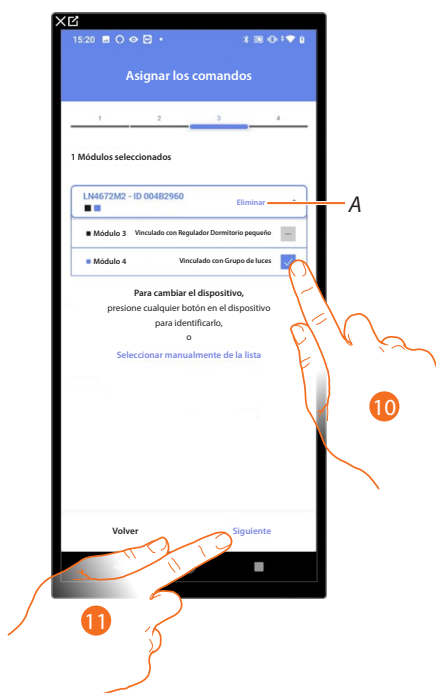 15:20
Asignar los comandos
1 2 3 4
1 Módulos seleccionados
LN4672M2 - ID 004B2960
Eliminar
A
Módulo 3 Vinculado con Regulador Dormitorio pequeño
Módulo 4 Vinculado con Grupo de luces
Para cambiar el dispositivo,
presione cualquier botón en el dispositivo
para identificarlo,
o
Seleccionar manualmente de la lista
10
Volver Siguiente
11